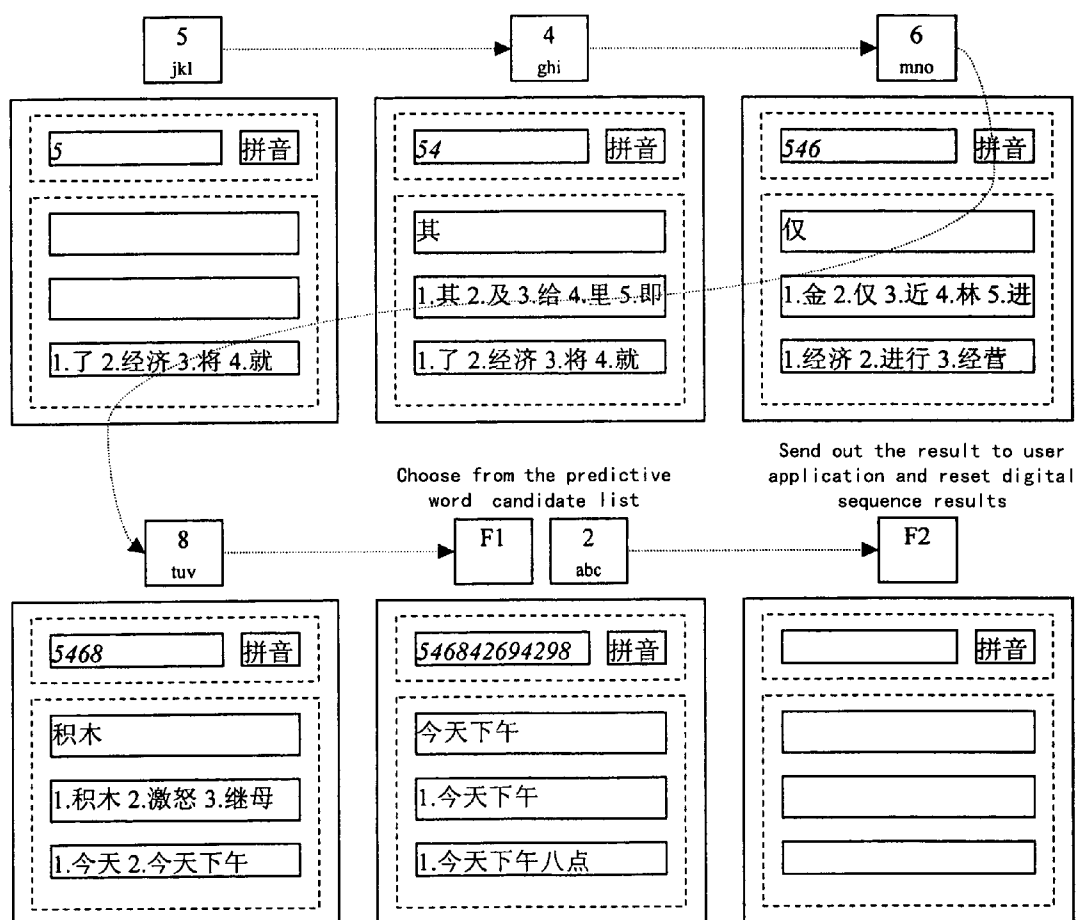 5
jkl
4
ghi
6
mno
5 拼音
1.了 2.经济 3.将 4.就
54 拼音
其
1.其 2.及 3.给 4.里 5.即
1.了 2.经济 3.将 4.就
546 拼音
仅
1.金 2.仅 3.近 4.林 5.进
1.经济 2.进行 3.经营
Choose from the predictive
word candidate list
Send out the result to user
application and reset digital
sequence results
8
tuv
F1
2
abc
F2
5468 拼音
积木
1.积木 2.激怒 3.继母
1.今天 2.今天下午
546842694298 拼音
今天下午
1.今天下午
1.今天下午八点
拼音